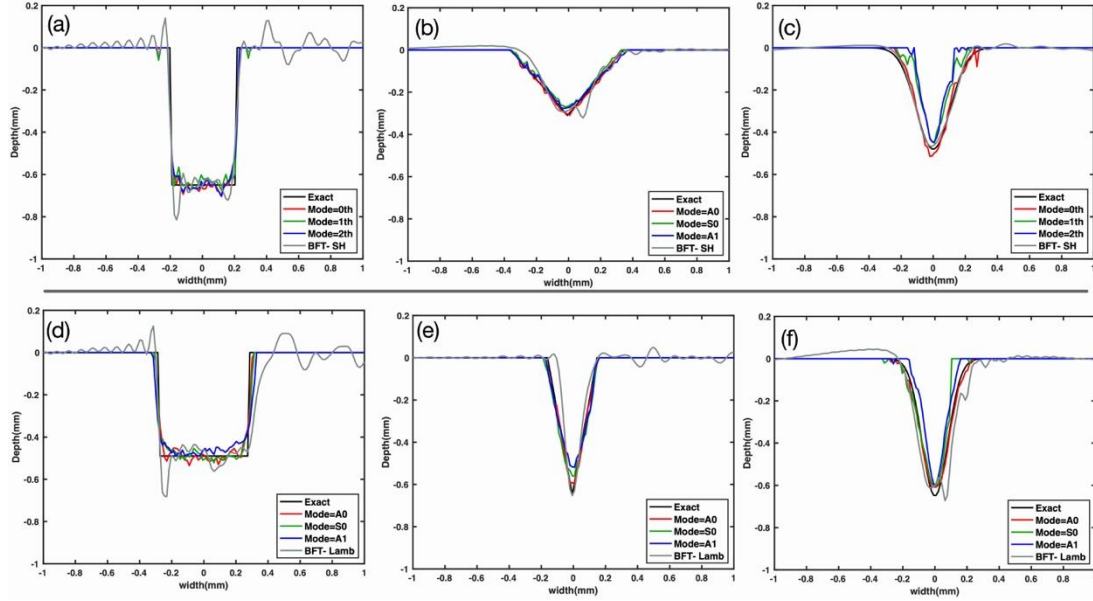 (a)
0.2
0
-0.2
-0.4
-0.6
-0.8
-1
Depth(mm)
-1 -0.8 -0.6 -0.4 -0.2 0 0.2 0.4 0.6 0.8 1
width(mm)
Exact
Mode=0th
Mode=1th
Mode=2th
BFT- SH
(b)
0.2
0
-0.2
-0.4
-0.6
-0.8
-1
Depth(mm)
-1 -0.8 -0.6 -0.4 -0.2 0 0.2 0.4 0.6 0.8 1
width(mm)
Exact
Mode=A0
Mode=S0
Mode=A1
BFT- SH
(c)
0.2
0
-0.2
-0.4
-0.6
-0.8
-1
Depth(mm)
-1 -0.8 -0.6 -0.4 -0.2 0 0.2 0.4 0.6 0.8 1
width(mm)
Exact
Mode=0th
Mode=1th
Mode=2th
BFT- SH
(d)
0.2
0
-0.2
-0.4
-0.6
-0.8
-1
Depth(mm)
-1 -0.8 -0.6 -0.4 -0.2 0 0.2 0.4 0.6 0.8 1
width(mm)
Exact
Mode=A0
Mode=S0
Mode=A1
BFT- Lamb
(e)
0.2
0
-0.2
-0.4
-0.6
-0.8
-1
Depth(mm)
-1 -0.8 -0.6 -0.4 -0.2 0 0.2 0.4 0.6 0.8 1
width(mm)
Exact
Mode=A0
Mode=S0
Mode=A1
BFT- Lamb
(f)
0.2
0
-0.2
-0.4
-0.6
-0.8
-1
Depth(mm)
-1 -0.8 -0.6 -0.4 -0.2 0 0.2 0.4 0.6 0.8 1
width(mm)
Exact
Mode=A0
Mode=S0
Mode=A1
BFT- Lamb